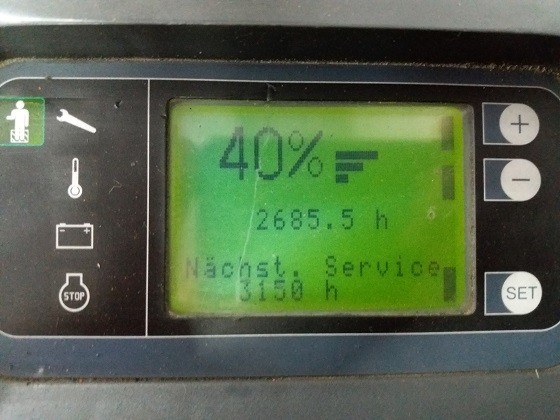 40%
2685.5 h
Nächst. Service
3150 h
STOP
+
−
SET